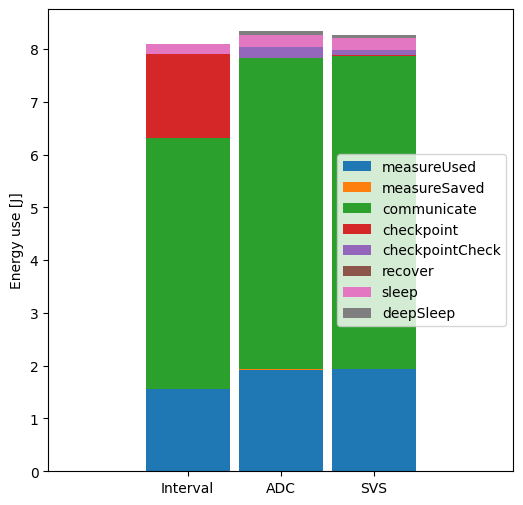 8
7
6
5
4
3
2
1
0
Energy use [J]
measureUsed
measureSaved
communicate
checkpoint
checkpointCheck
recover
sleep
deepSleep
Interval ADC SVS